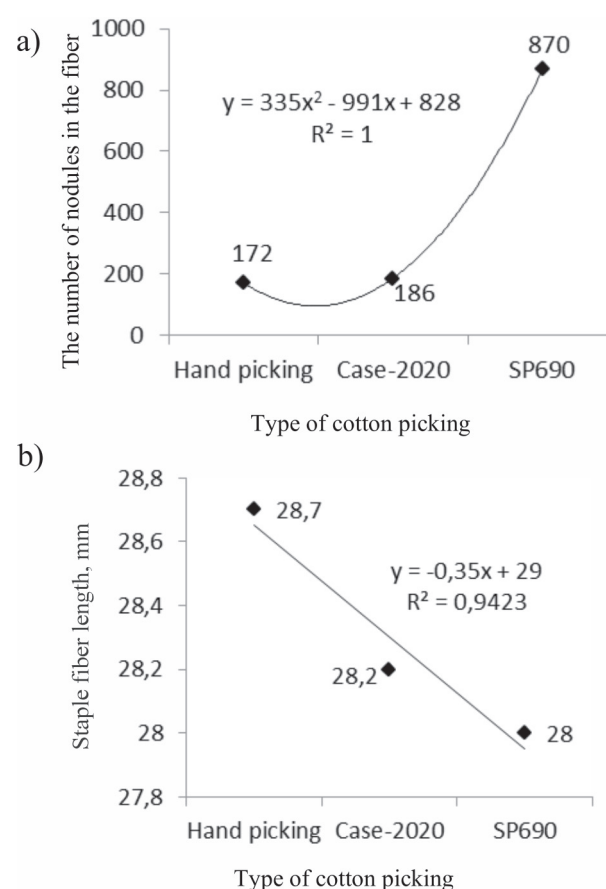 a)
The number of nodules in the fiber
1000
800
600
400
200
0
y = 335x² - 991x + 828
R² = 1
172
186
870
Hand picking Case-2020 SP690
Type of cotton picking
b)
Staple fiber length, mm
28,8
28,6
28,4
28,2
28
27,8
28,7
y = -0,35x + 29
R² = 0,9423
28,2
28
Hand picking Case-2020 SP690
Type of cotton picking